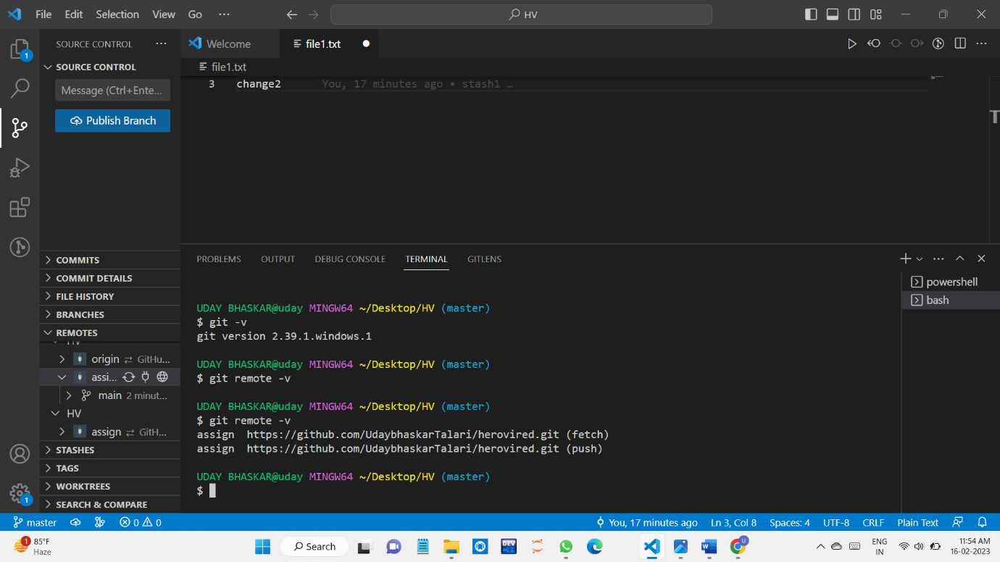 File Edit Selection View Go ··· HV
SOURCE CONTROL ···
Welcome
file1.txt
1
SOURCE CONTROL
file1.txt
Message (Ctrl+Ente...
3 change2 You, 17 minutes ago • stash1 …
Publish Branch
COMMITS
COMMIT DETAILS
FILE HISTORY
BRANCHES
REMOTES
HV
origin ⇄ GitHu...
assi...
main 2 minut...
HV
assign ⇄ GitH...
STASHES
TAGS
WORKTREES
SEARCH & COMPARE
1
PROBLEMS OUTPUT DEBUG CONSOLE TERMINAL GITLENS
powershell
bash
UDAY BHASKAR@uday MINGW64 ~/Desktop/HV (master)
$ git -v
git version 2.39.1.windows.1
UDAY BHASKAR@uday MINGW64 ~/Desktop/HV (master)
$ git remote -v
UDAY BHASKAR@uday MINGW64 ~/Desktop/HV (master)
$ git remote -v
assign https://github.com/UdaybhaskarTalari/herovired.git (fetch)
assign https://github.com/UdaybhaskarTalari/herovired.git (push)
UDAY BHASKAR@uday MINGW64 ~/Desktop/HV (master)
$
master 0 0 You, 17 minutes ago Ln 3, Col 8 Spaces: 4 UTF-8 CRLF Plain Text
1
85°F
Haze
Search
DEV
U
ENG
IN
11:54 AM
16-02-2023